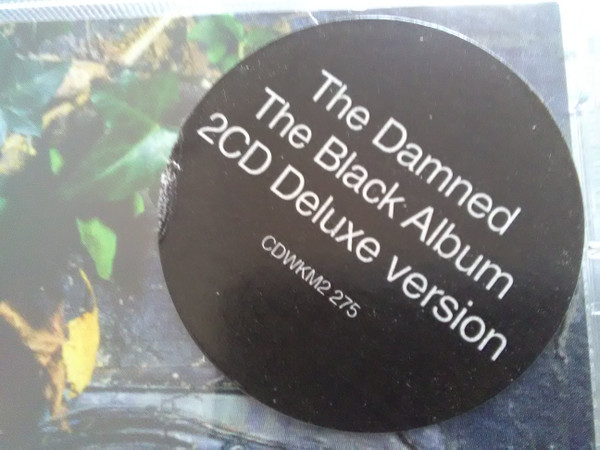 The Damned
The Black Album
2CD Deluxe version
CDWKM2 275